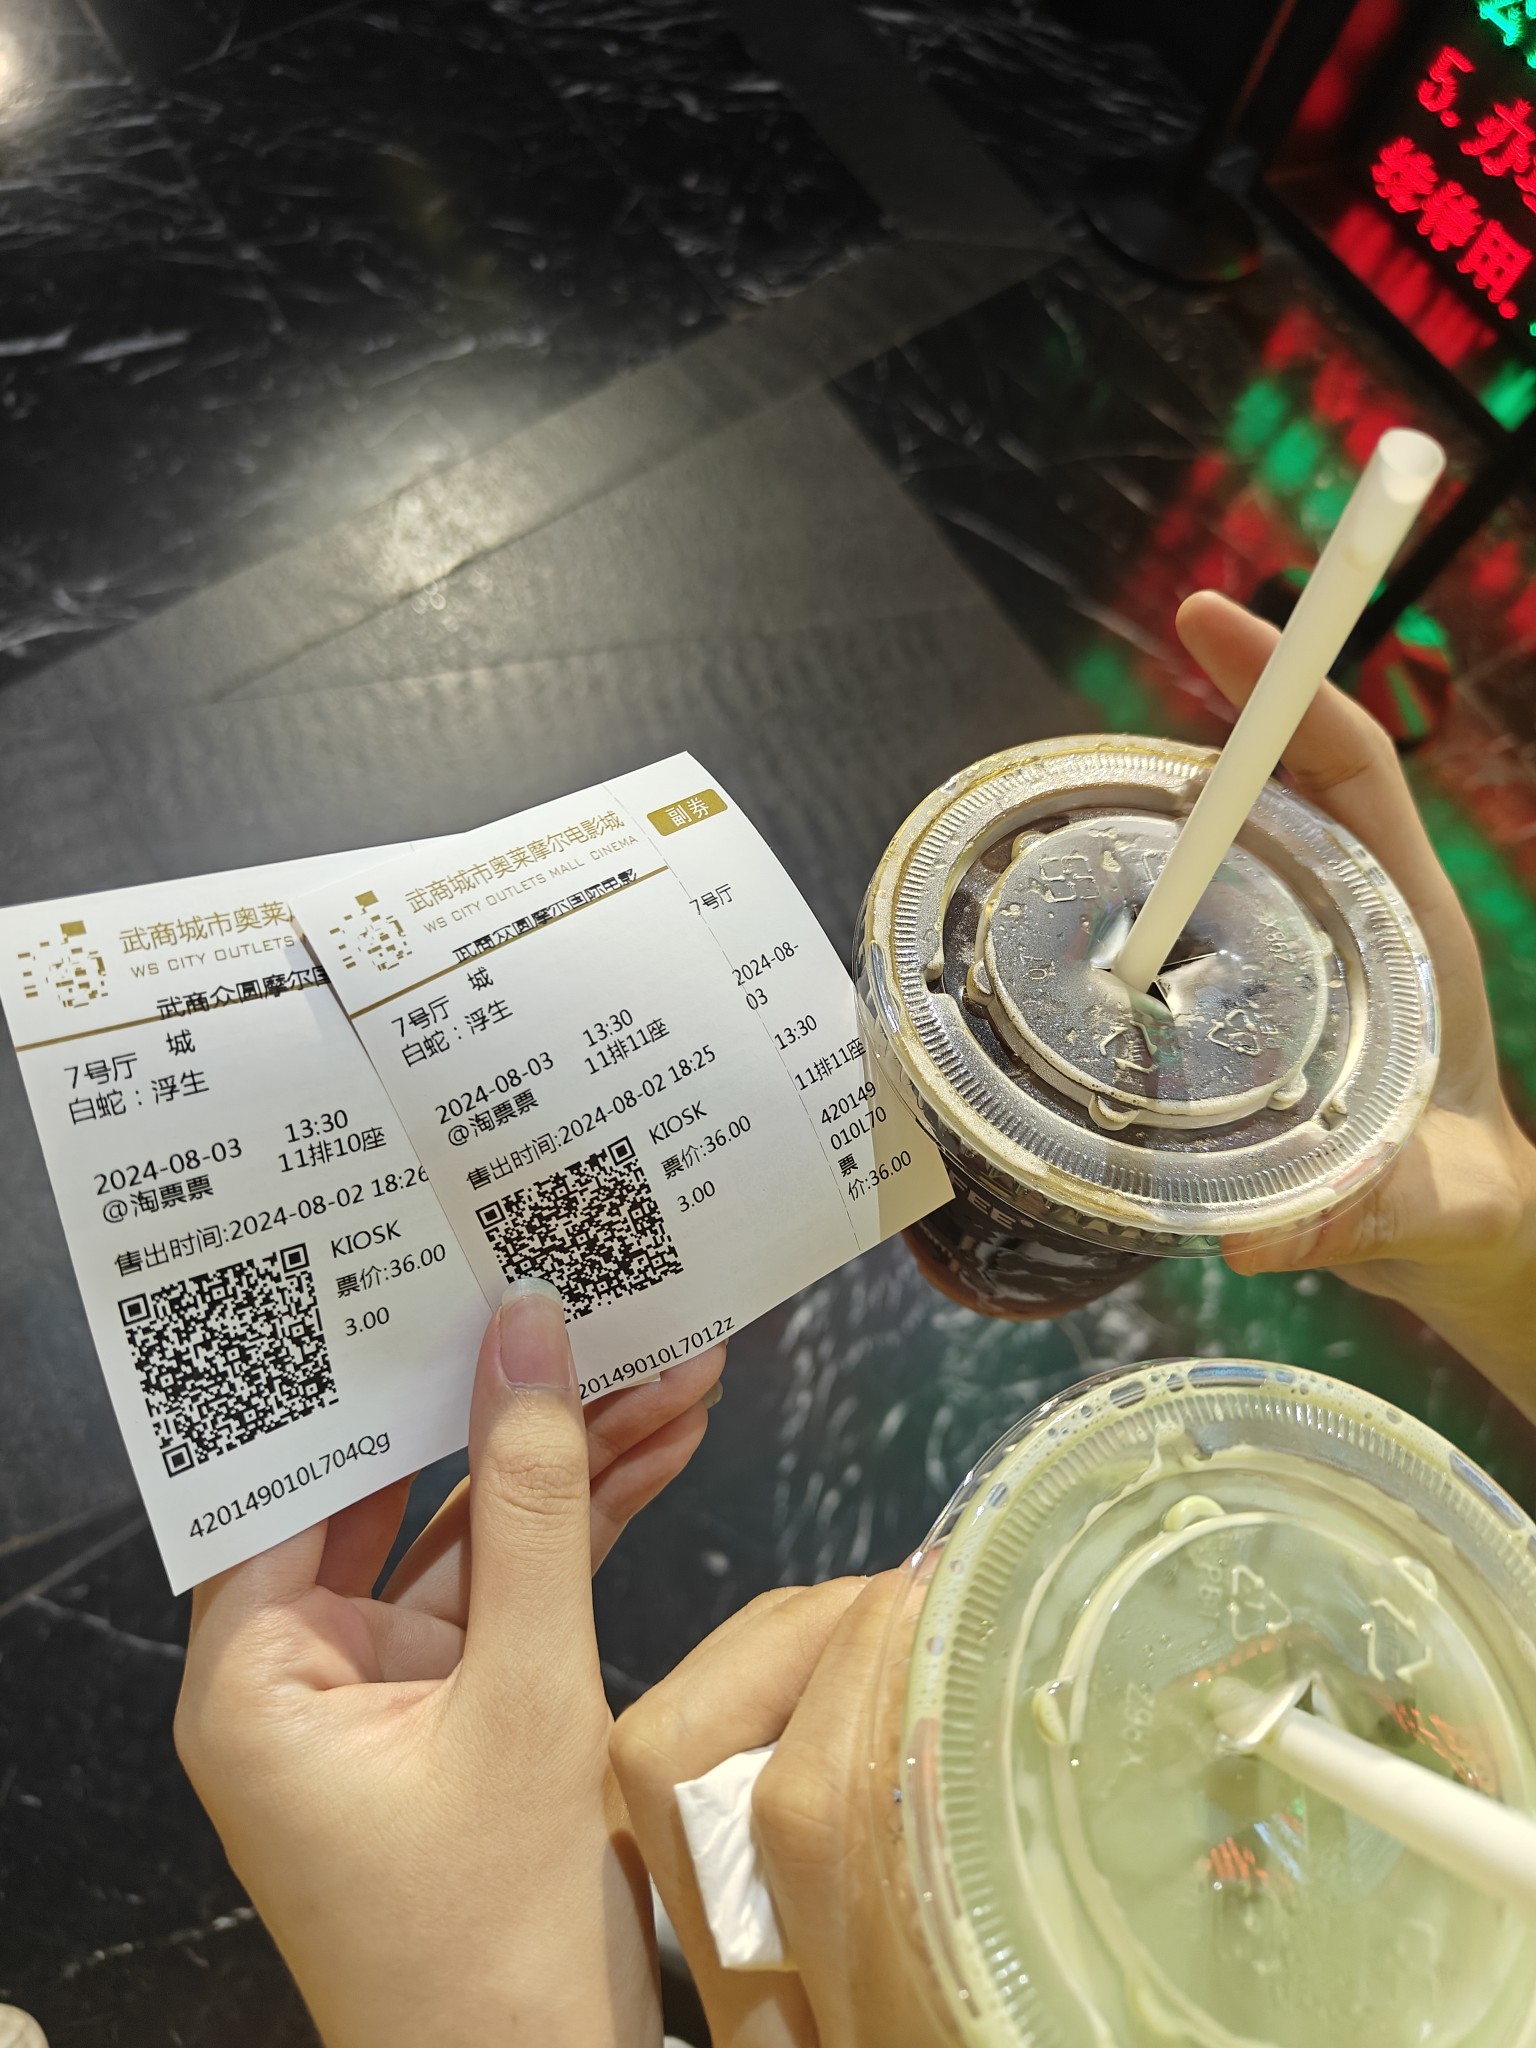 5.办
武商城市奥莱
WS CITY OUTLETS
武商众圆摩尔国
城
7号厅
白蛇：浮生
2024-08-03 13:30
@淘票票 11排10座
售出时间:2024-08-02 18:26
KIOSK
票价:36.00
3.00
420149010L704Qg
武商城市奥莱摩尔电影城
WS CITY OUTLETS MALL CINEMA
武商众圆摩尔国际电影
城
7号厅
白蛇：浮生
2024-08-03 13:30
@淘票票 11排11座
售出时间:2024-08-02 18:25
KIOSK
票价:36.00
3.00
20149010L7012z
副券
7号厅
2024-08-
03
13:30
11排11座
420149
010L70
票
价:36.00